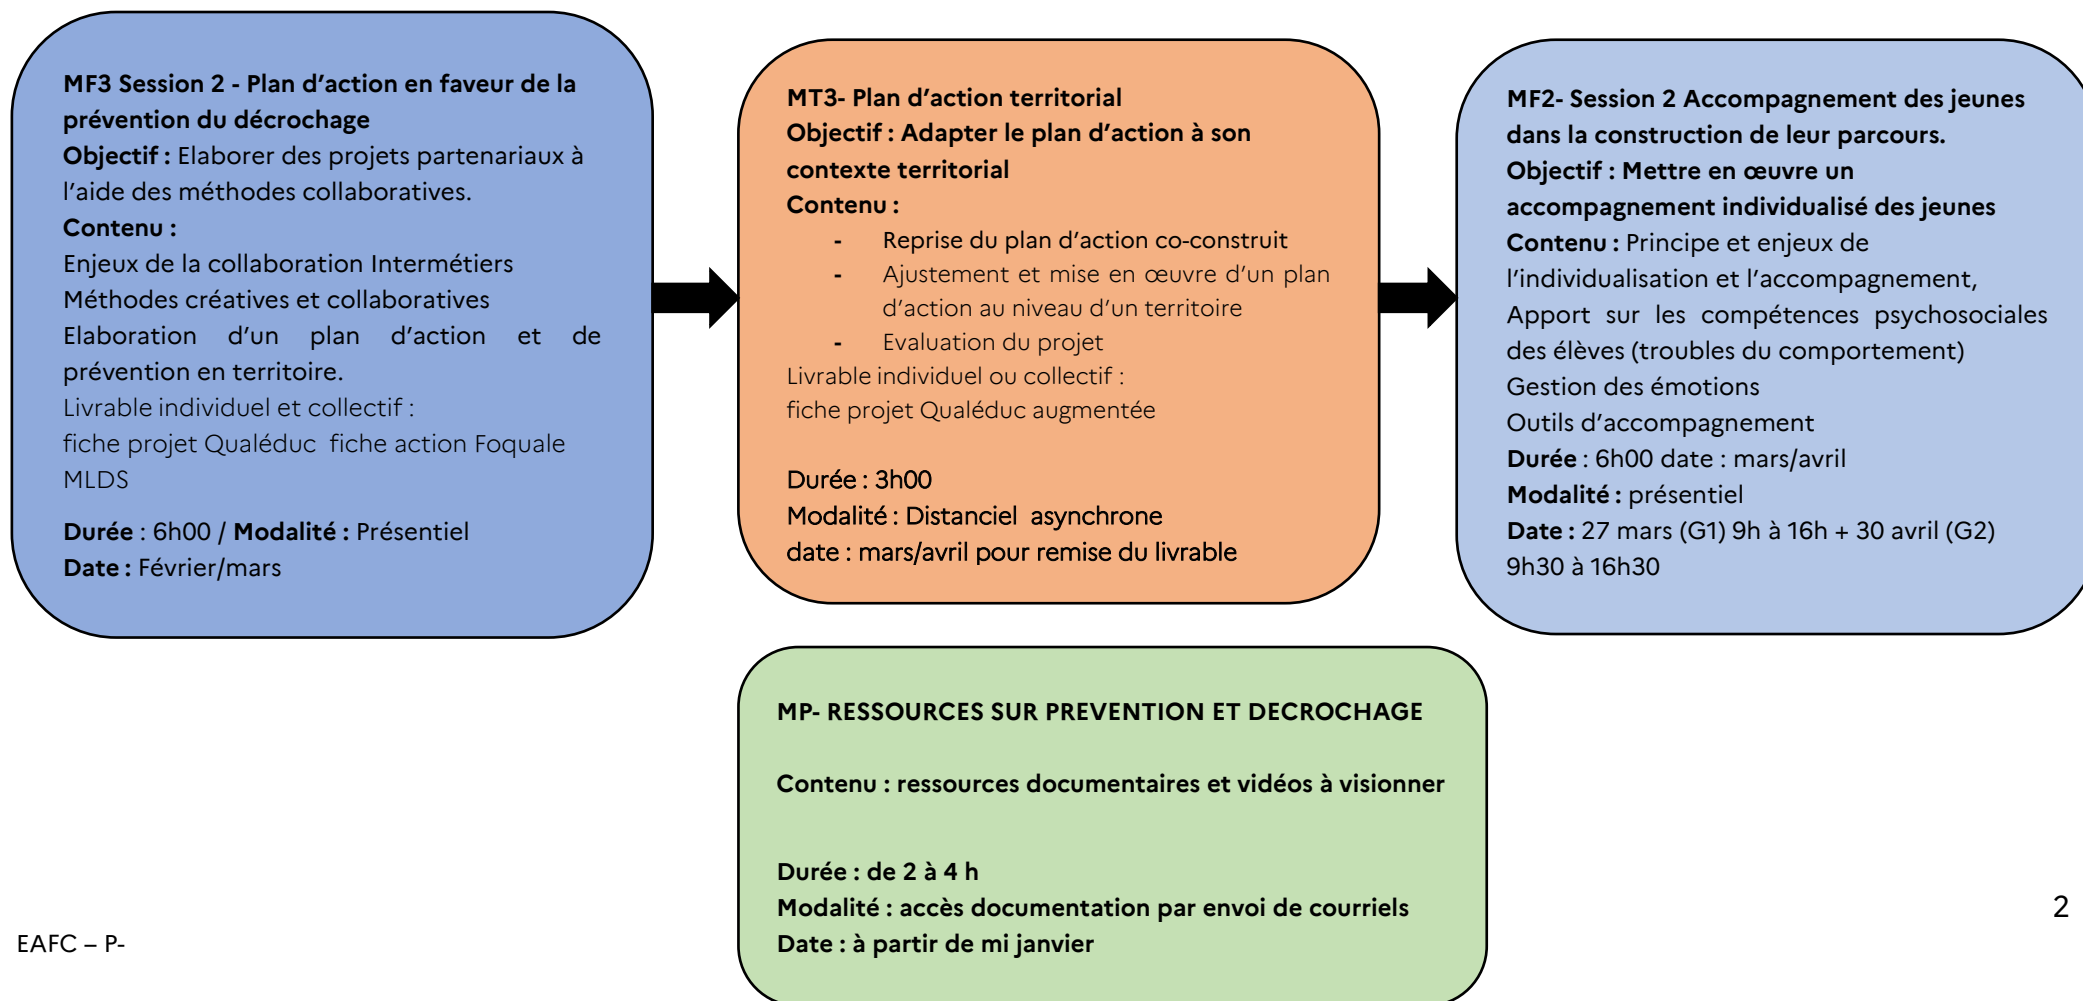 MF3 Session 2 - Plan d’action en faveur de la
prévention du décrochage
Objectif : Elaborer des projets partenariaux à
l’aide des méthodes collaboratives.
Contenu :
Enjeux de la collaboration Intermétiers
Méthodes créatives et collaboratives
Elaboration d’un plan d’action et de
prévention en territoire.
Livrable individuel et collectif :
fiche projet Qualéduc fiche action Foquale
MLDS
Durée : 6h00 / Modalité : Présentiel
Date : Février/mars
MT3- Plan d’action territorial
Objectif : Adapter le plan d’action à son
contexte territorial
Contenu :
- Reprise du plan d’action co-construit
- Ajustement et mise en œuvre d’un plan
d’action au niveau d’un territoire
- Evaluation du projet
Livrable individuel ou collectif :
fiche projet Qualéduc augmentée
Durée : 3h00
Modalité : Distanciel asynchrone
date : mars/avril pour remise du livrable
MF2- Session 2 Accompagnement des jeunes
dans la construction de leur parcours.
Objectif : Mettre en œuvre un
accompagnement individualisé des jeunes
Contenu : Principe et enjeux de
l’individualisation et l’accompagnement,
Apport sur les compétences psychosociales
des élèves (troubles du comportement)
Gestion des émotions
Outils d’accompagnement
Durée : 6h00 date : mars/avril
Modalité : présentiel
Date : 27 mars (G1) 9h à 16h + 30 avril (G2)
9h30 à 16h30
MP- RESSOURCES SUR PREVENTION ET DECROCHAGE
Contenu : ressources documentaires et vidéos à visionner
Durée : de 2 à 4 h
Modalité : accès documentation par envoi de courriels
Date : à partir de mi janvier
EAFC – P-
2